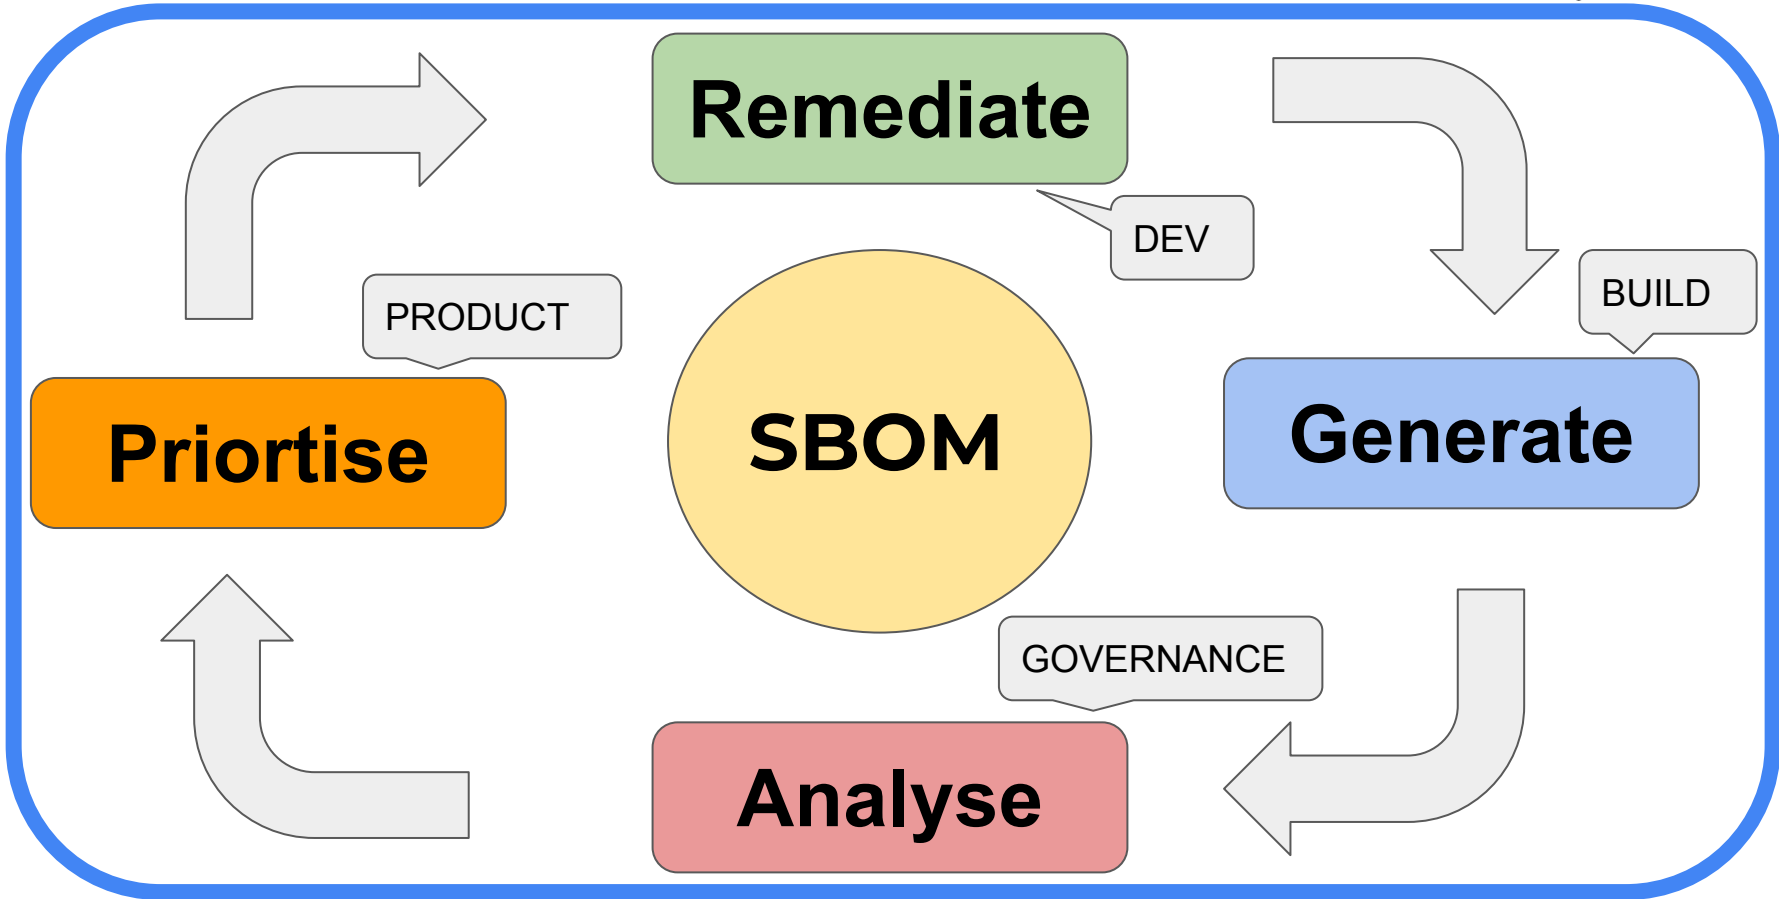 Remediate
DEV
BUILD
PRODUCT
Priortise
SBOM
Generate
GOVERNANCE
Analyse